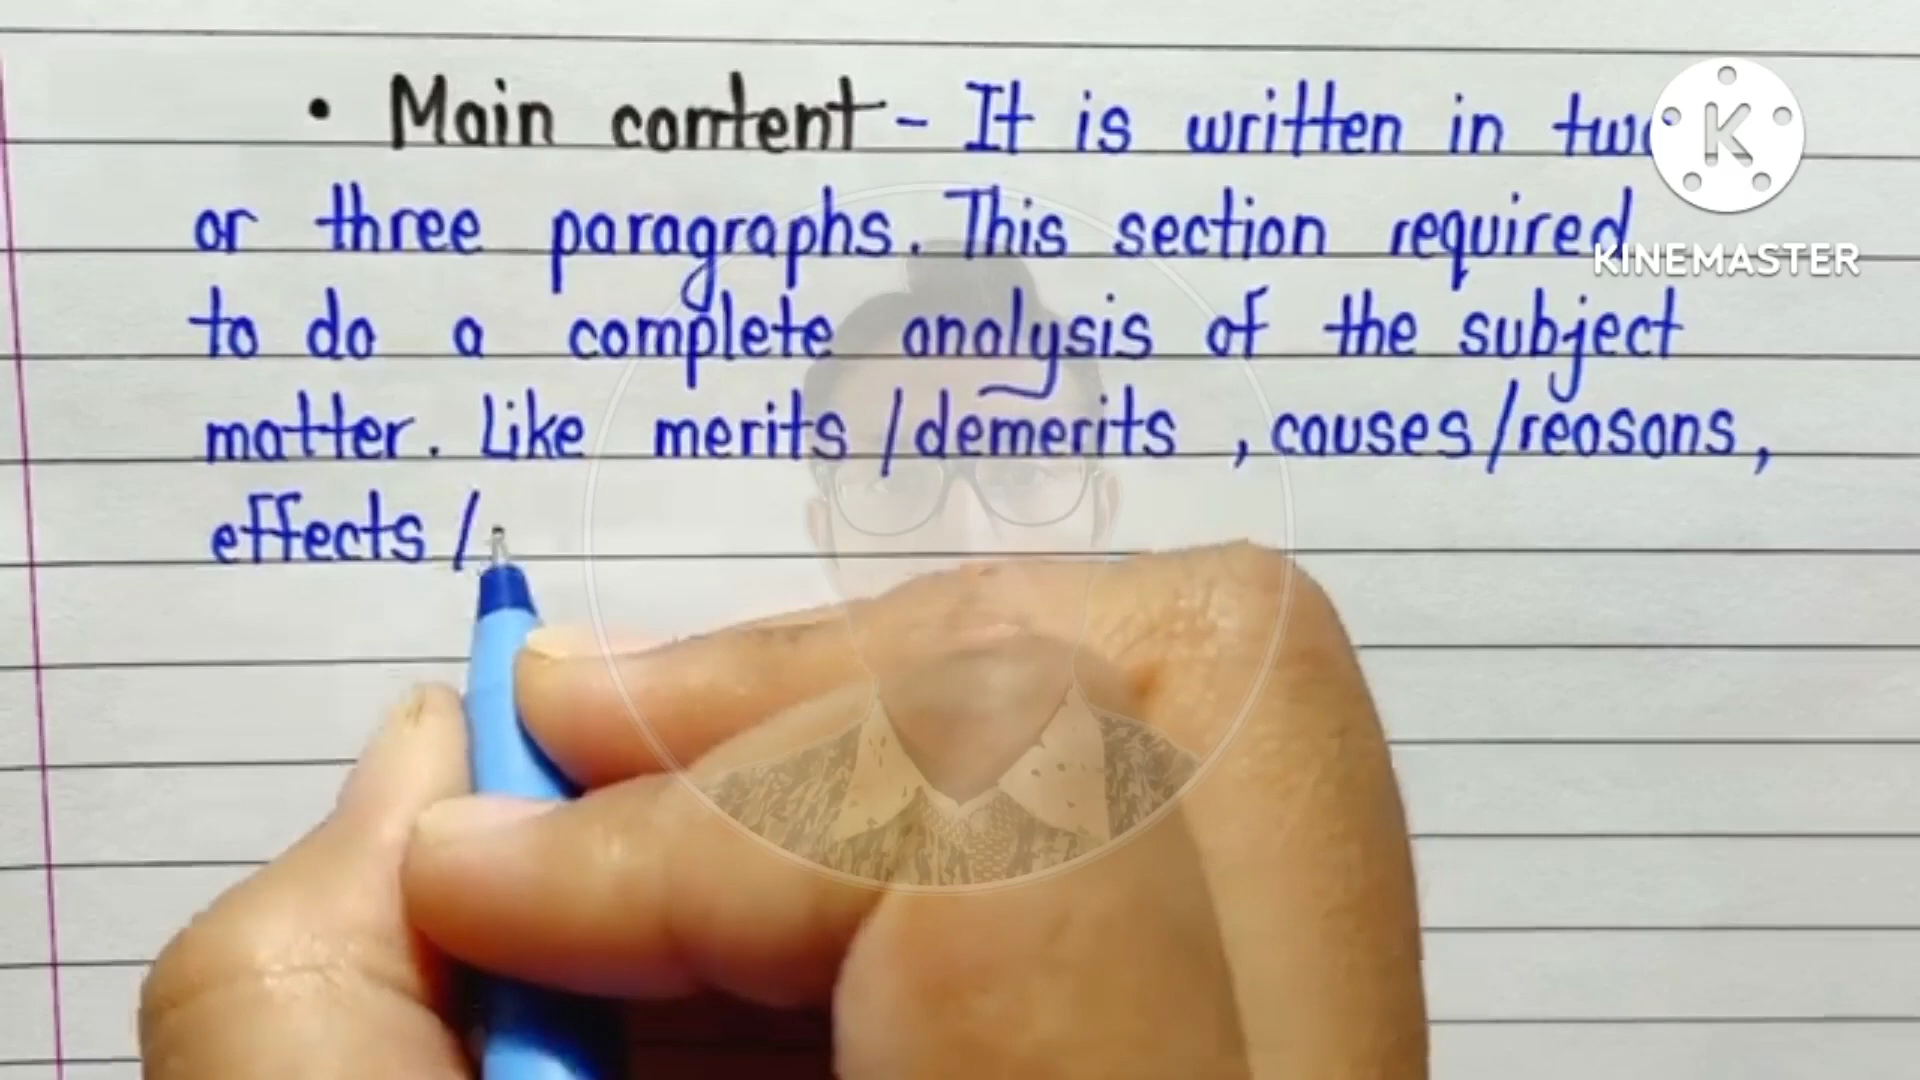 • Main content - It is written in two
or three paragraphs. This section required
to do a complete analysis of the subject
matter. Like merits / demerits , causes / reasons ,
effects /
K
KINEMASTER